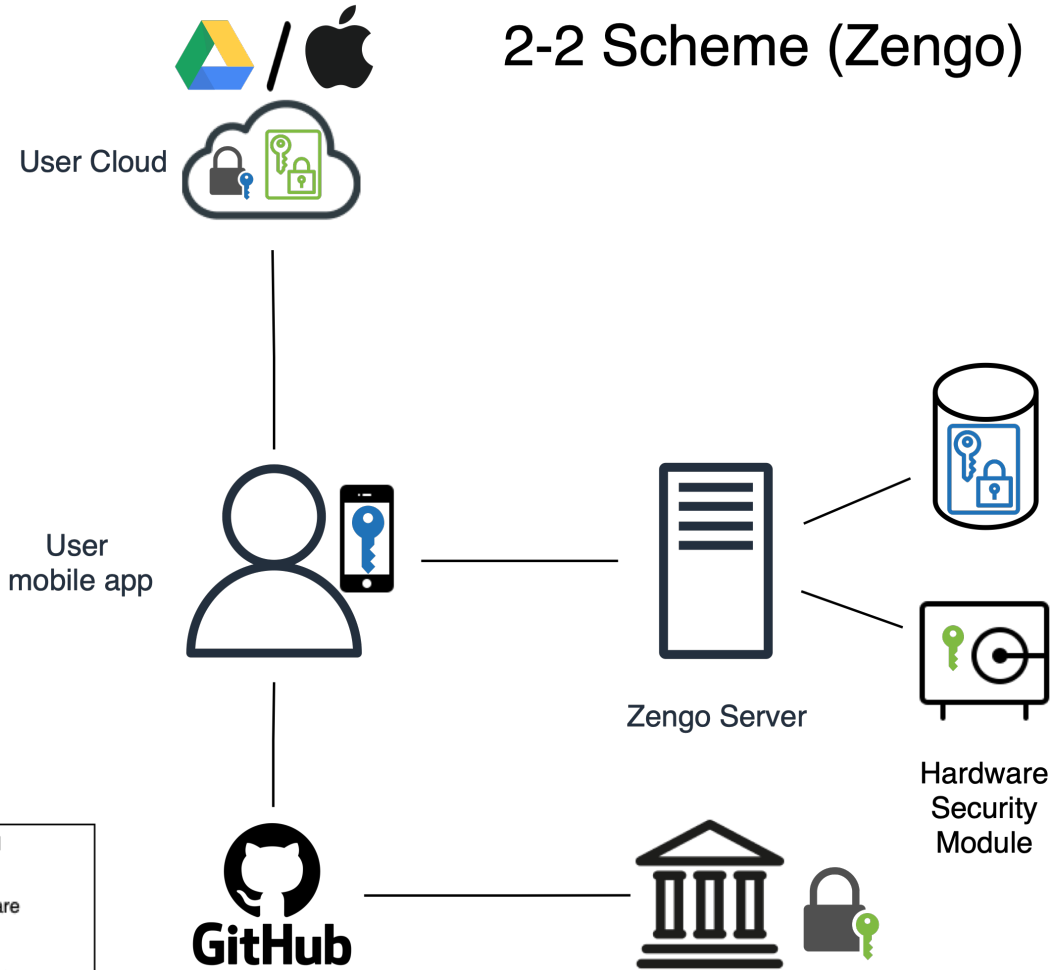 2-2 Scheme (Zengo)
User Cloud
User
mobile app
Zengo Server
Hardware
Security
Module
GitHub